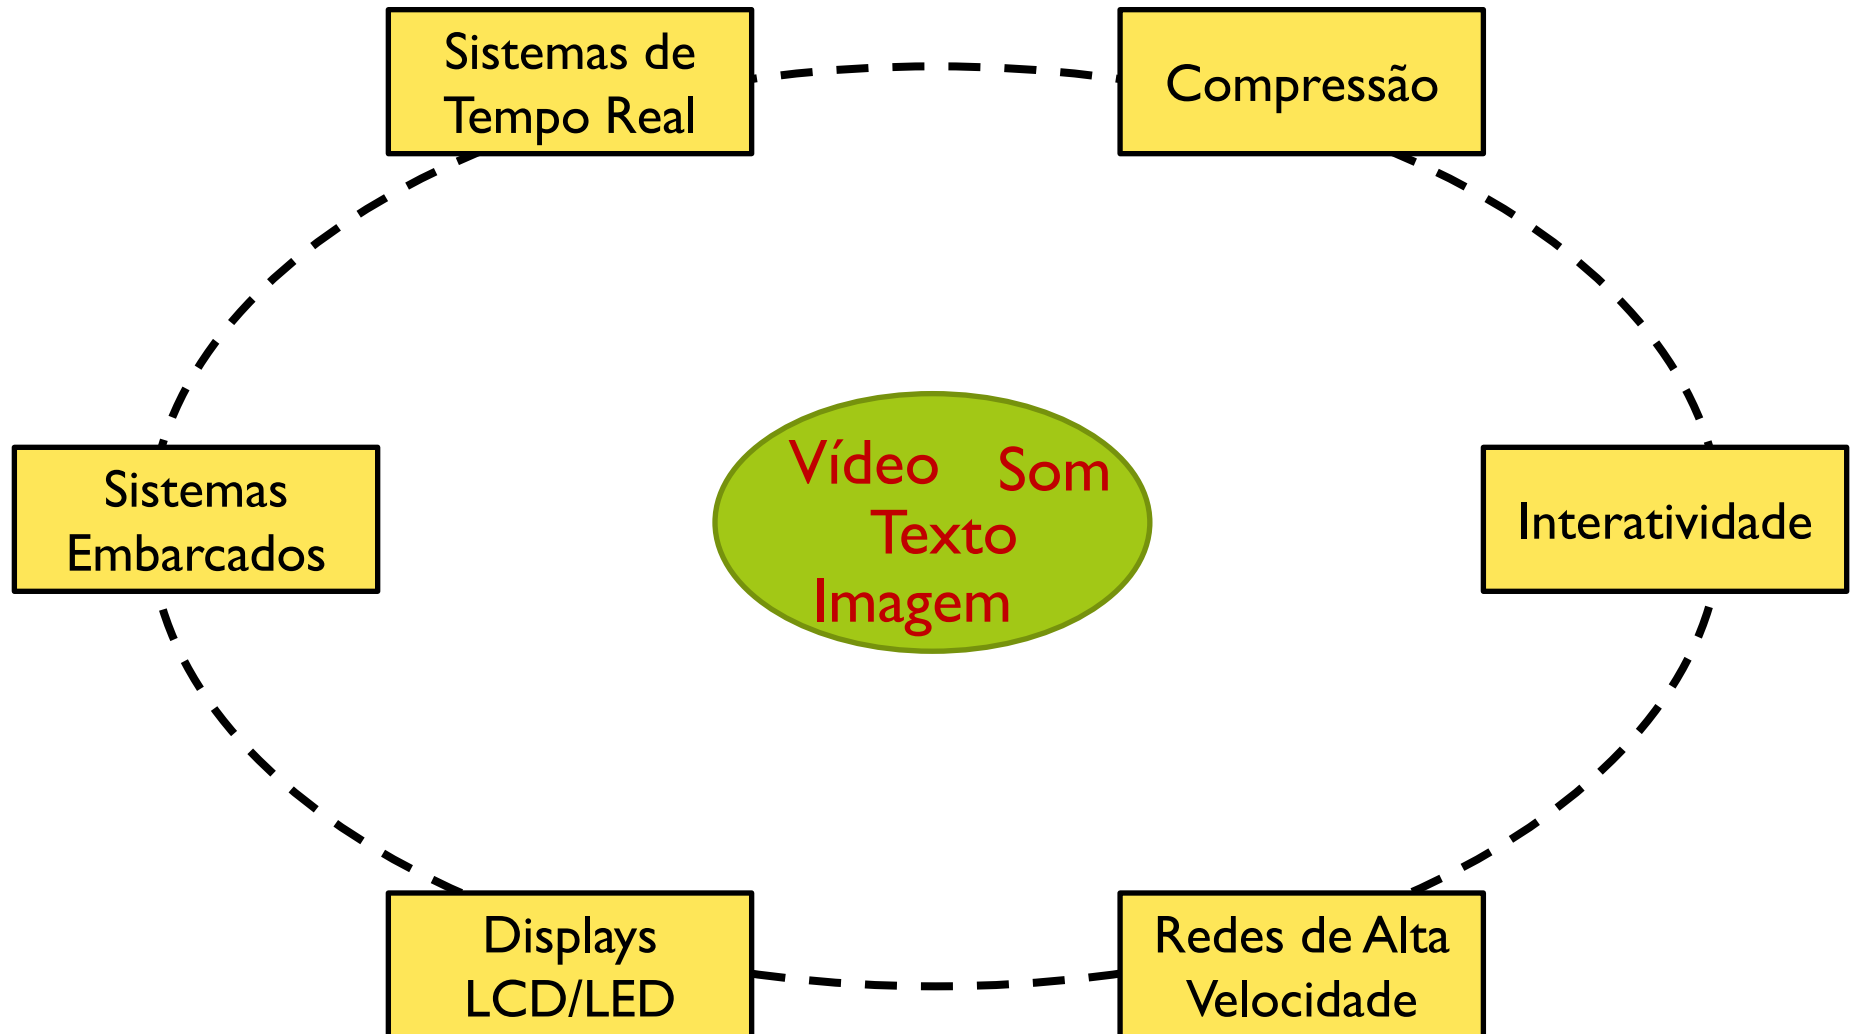 Sistemas de
Tempo Real
Compressão
Sistemas
Embarcados
Vídeo Som
Texto
Imagem
Interatividade
Displays
LCD/LED
Redes de Alta
Velocidade